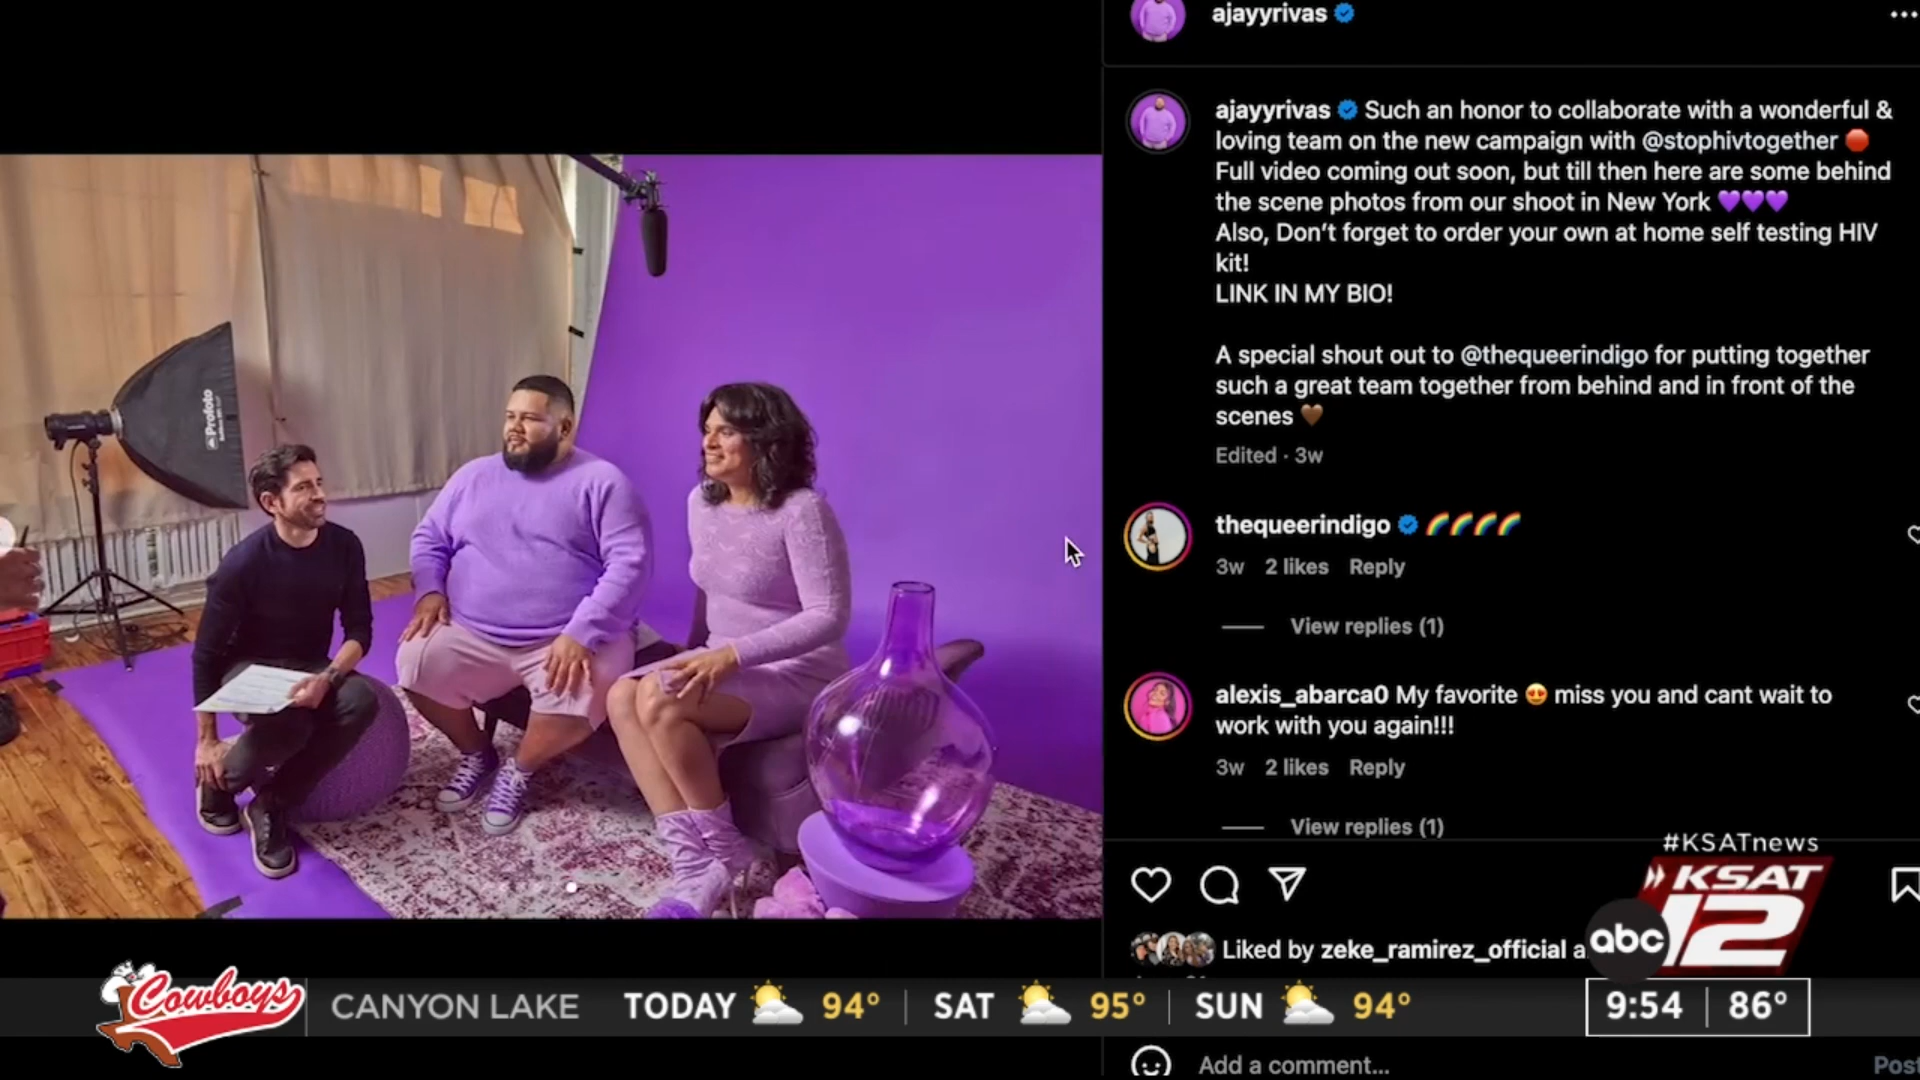 ajayyrivas
ajayyrivas Such an honor to collaborate with a wonderful &
loving team on the new campaign with @stophivtogether 🛑
Full video coming out soon, but till then here are some behind
the scene photos from our shoot in New York 💜💜💜
Also, Don't forget to order your own at home self testing HIV
kit!
LINK IN MY BIO!
A special shout out to @thequeerindigo for putting together
such a great team together from behind and in front of the
scenes 🤎
Edited · 3w
thequeerindigo 🌈🌈🌈🌈
3w 2 likes Reply
View replies (1)
alexis_abarca0 My favorite 😍 miss you and cant wait to
work with you again!!!
3w 2 likes Reply
View replies (1)
Profoto
#KSATnews
KSAT
12
abc
Liked by zeke_ramirez_official a
Cowboys
CANYON LAKE TODAY 94° SAT 95° SUN 94°
9:54 86°
Add a comment...
Post